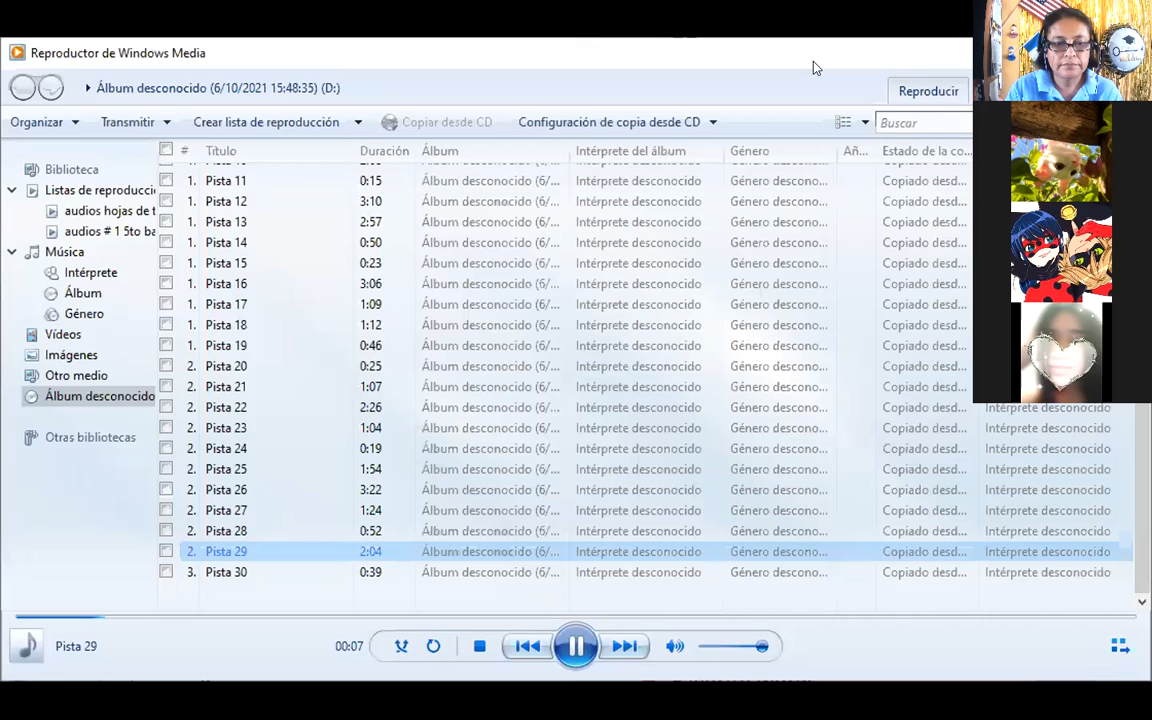 Reproductor de Windows Media
Álbum desconocido (6/10/2021 15:48:35) (D:)
Reproducir
Organizar Transmitir Crear lista de reproducción Copiar desde CD Configuración de copia desde CD Buscar
# Título Duración Álbum Intérprete del álbum Género Añ... Estado de la co...
Biblioteca
Listas de reproducci
audios hojas de t
audios # 1 5to ba
Música
Intérprete
Álbum
Género
Vídeos
Imágenes
Otro medio
Álbum desconocido
Otras bibliotecas
1. Pista 11 0:15 Álbum desconocido (6/... Intérprete desconocido Género descono... Copiado desd...
1. Pista 12 3:10 Álbum desconocido (6/... Intérprete desconocido Género descono... Copiado desd...
1. Pista 13 2:57 Álbum desconocido (6/... Intérprete desconocido Género descono... Copiado desd...
1. Pista 14 0:50 Álbum desconocido (6/... Intérprete desconocido Género descono... Copiado desd...
1. Pista 15 0:23 Álbum desconocido (6/... Intérprete desconocido Género descono... Copiado desd...
1. Pista 16 3:06 Álbum desconocido (6/... Intérprete desconocido Género descono... Copiado desd...
1. Pista 17 1:09 Álbum desconocido (6/... Intérprete desconocido Género descono... Copiado desd...
1. Pista 18 1:12 Álbum desconocido (6/... Intérprete desconocido Género descono... Copiado desd...
1. Pista 19 0:46 Álbum desconocido (6/... Intérprete desconocido Género descono... Copiado desd...
2. Pista 20 0:25 Álbum desconocido (6/... Intérprete desconocido Género descono... Copiado desd...
2. Pista 21 1:07 Álbum desconocido (6/... Intérprete desconocido Género descono... Copiado desd...
2. Pista 22 2:26 Álbum desconocido (6/... Intérprete desconocido Género descono... Copiado desd... Intérprete desconocido
2. Pista 23 1:04 Álbum desconocido (6/... Intérprete desconocido Género descono... Copiado desd... Intérprete desconocido
2. Pista 24 0:19 Álbum desconocido (6/... Intérprete desconocido Género descono... Copiado desd... Intérprete desconocido
2. Pista 25 1:54 Álbum desconocido (6/... Intérprete desconocido Género descono... Copiado desd... Intérprete desconocido
2. Pista 26 3:22 Álbum desconocido (6/... Intérprete desconocido Género descono... Copiado desd... Intérprete desconocido
2. Pista 27 1:24 Álbum desconocido (6/... Intérprete desconocido Género descono... Copiado desd... Intérprete desconocido
2. Pista 28 0:52 Álbum desconocido (6/... Intérprete desconocido Género descono... Copiado desd... Intérprete desconocido
2. Pista 29 2:04 Álbum desconocido (6/... Intérprete desconocido Género descono... Copiado desd... Intérprete desconocido
3. Pista 30 0:39 Álbum desconocido (6/... Intérprete desconocido Género descono... Copiado desd... Intérprete desconocido
Pista 29 00:07